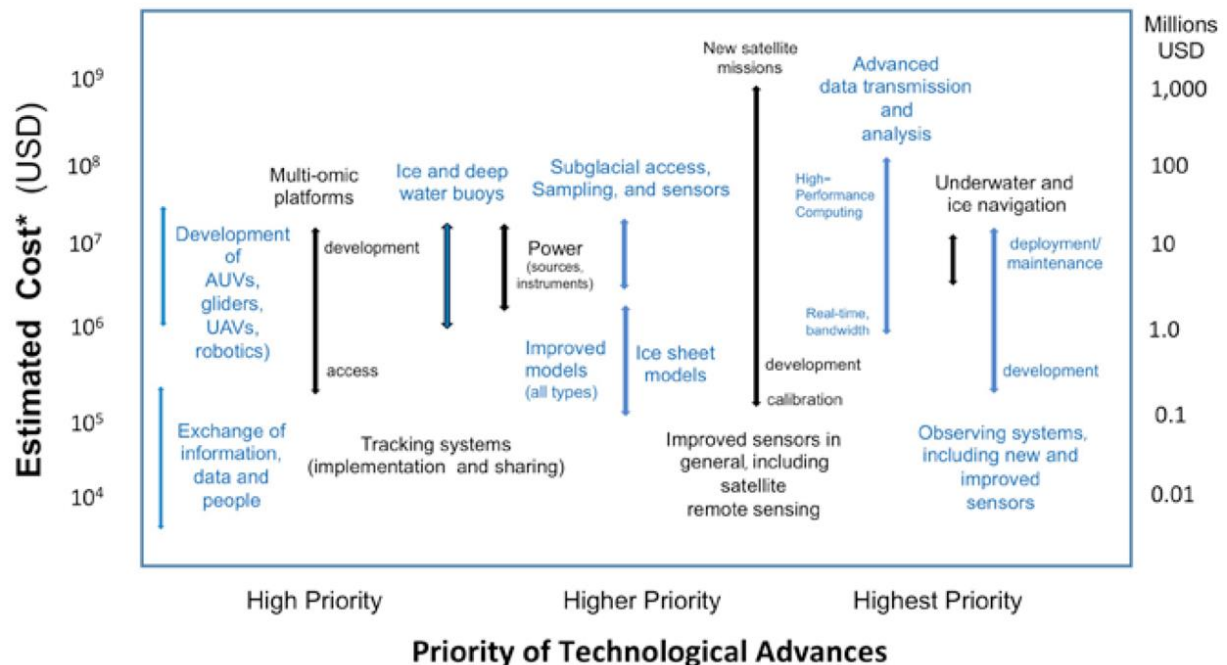 Millions
USD
Estimated Cost* (USD)
10⁹
10⁸
10⁷
10⁶
10⁵
10⁴
1,000
100
10
1.0
0.1
0.01
Development
of
AUVs,
gliders,
UAVs,
robotics)
Exchange of
information,
data and
people
Multi-omic
platforms
development
access
Tracking systems
(implementation and sharing)
Ice and deep
water buoys
Power
(sources,
instruments)
Subglacial access,
Sampling, and sensors
Improved
models
(all types)
Ice sheet
models
New satellite
missions
development
calibration
Improved sensors in
general, including
satellite
remote sensing
Advanced
data transmission
and
analysis
High=
Performance
Computing
Real-time,
bandwidth
Underwater and
ice navigation
deployment/
maintenance
development
Observing systems,
including new and
improved
sensors
High Priority
Higher Priority
Highest Priority
Priority of Technological Advances